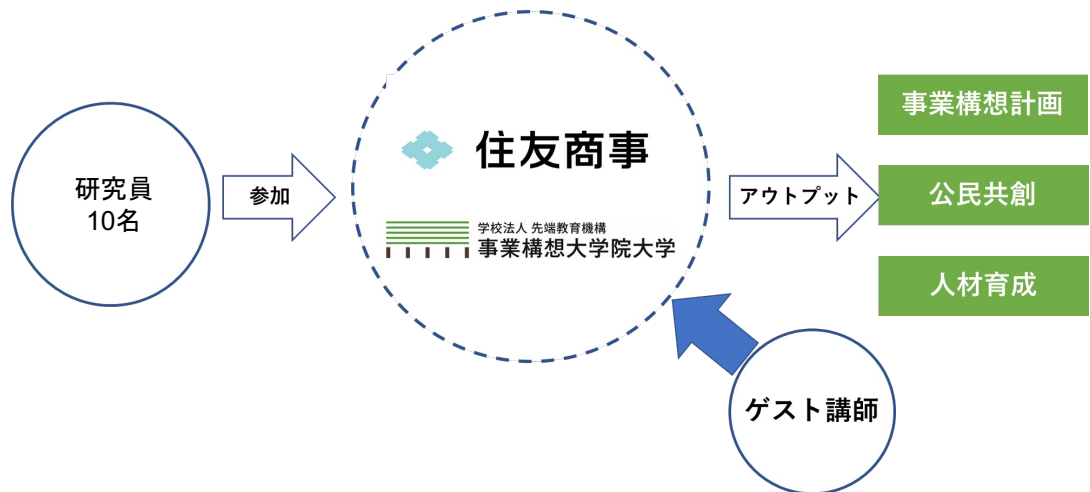 研究員
10名
参加
住友商事
学校法人 先端教育機構
事業構想大学院大学
アウトプット
事業構想計画
公民共創
人材育成
ゲスト講師